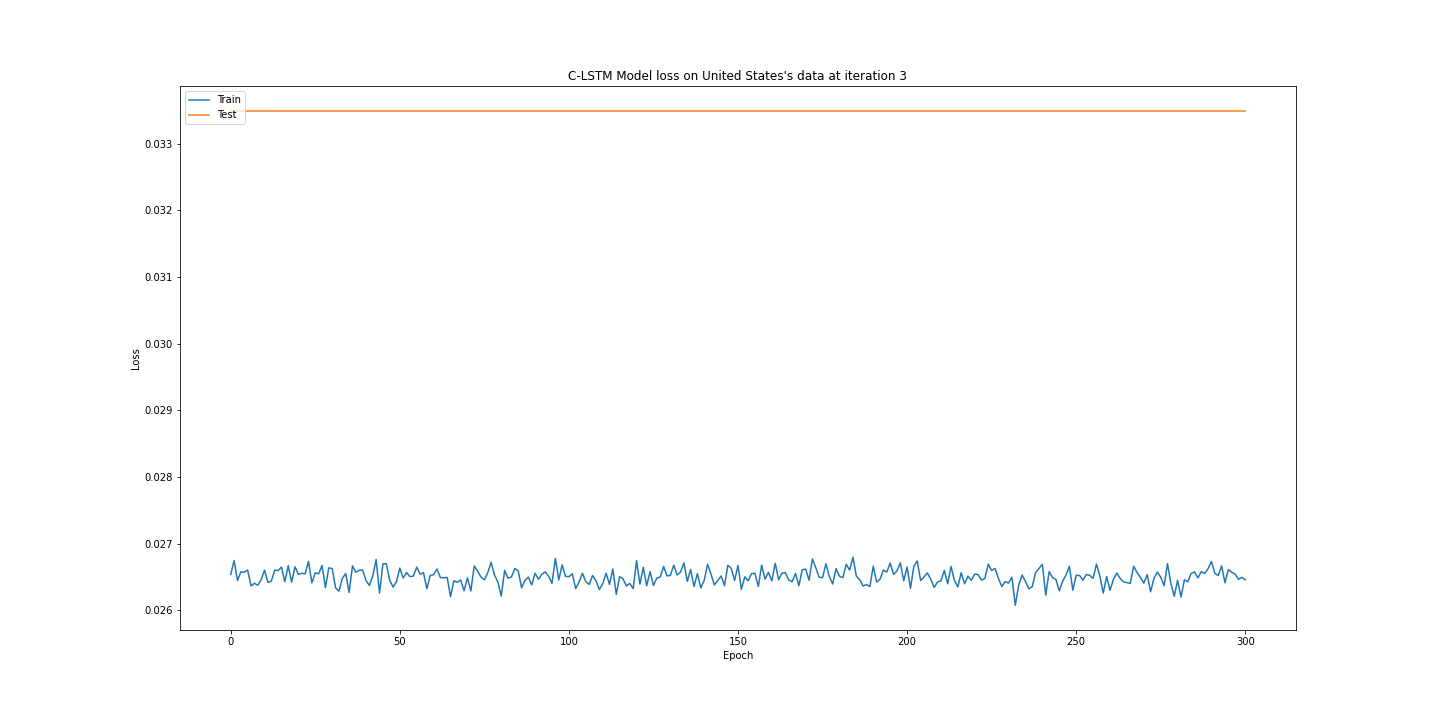 C-LSTM Model loss on United States's data at iteration 3
Train
Test
0.033
0.032
0.031
0.030
0.029
0.028
0.027
0.026
Loss
0 50 100 150 200 250 300
Epoch